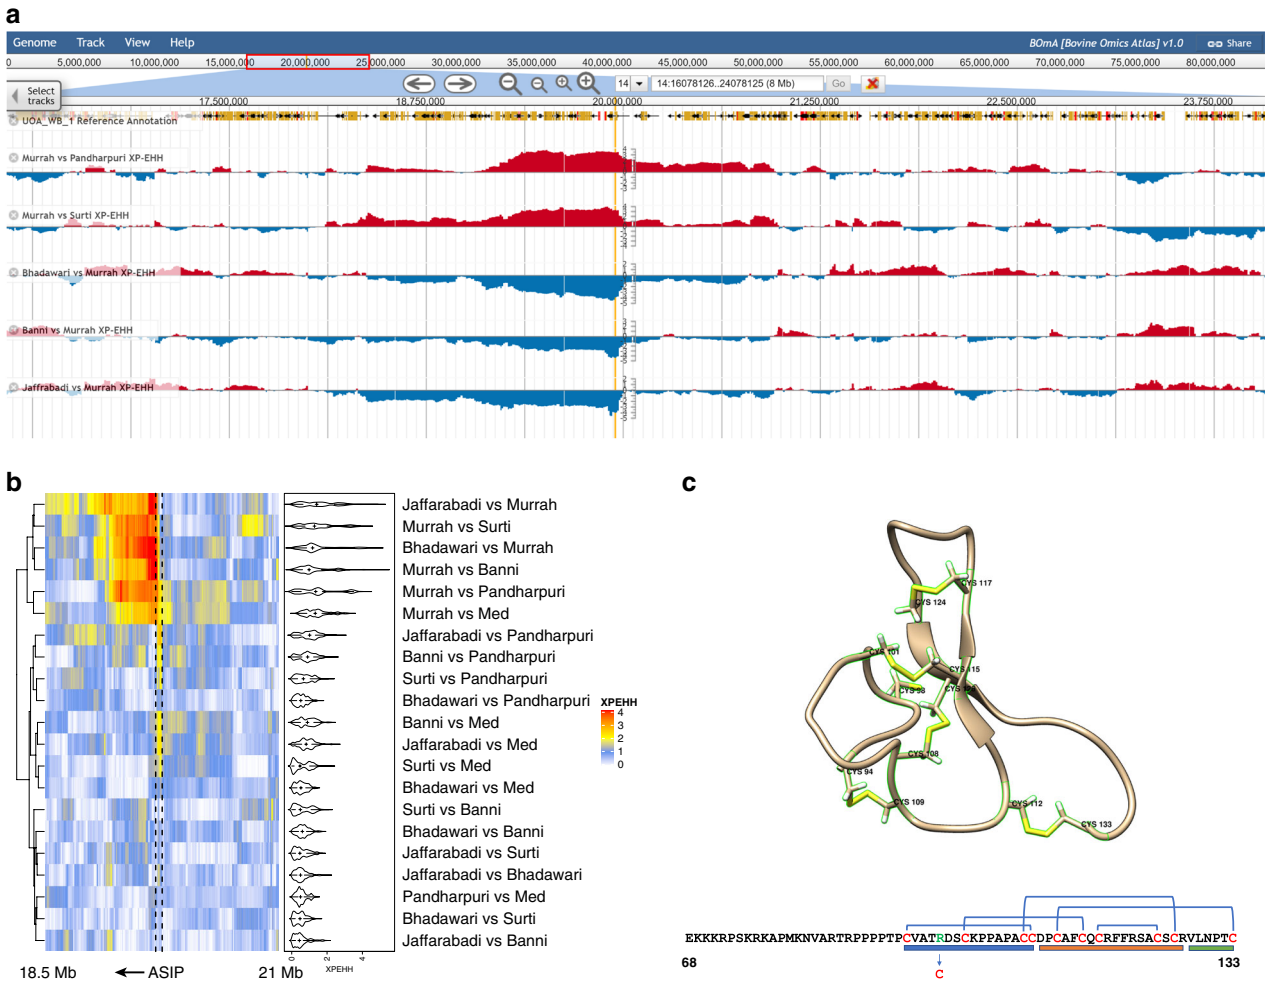 a
Genome Track View Help BOmA [Bovine Omics Atlas] v1.0 Share
0 5,000,000 10,000,000 15,000,000 20,000,000 25,000,000 30,000,000 35,000,000 40,000,000 45,000,000 50,000,000 55,000,000 60,000,000 65,000,000 70,000,000 75,000,000 80,000,000
Select tracks 14 14:16078126..24078125 (8 Mb) Go
17,500,000 18,750,000 20,000,000 21,250,000 22,500,000 23,750,000
UOA_WB_1 Reference Annotation
Murrah vs Pandharpuri XP-EHH
Murrah vs Surti XP-EHH
Bhadawari vs Murrah XP-EHH
Banni vs Murrah XP-EHH
Jaffrabadi vs Murrah XP-EHH
b
Jaffarabadi vs Murrah
Murrah vs Surti
Bhadawari vs Murrah
Murrah vs Banni
Murrah vs Pandharpuri
Murrah vs Med
Jaffarabadi vs Pandharpuri
Banni vs Pandharpuri
Surti vs Pandharpuri
Bhadawari vs Pandharpuri
Banni vs Med
Jaffarabadi vs Med
Surti vs Med
Bhadawari vs Med
Surti vs Banni
Bhadawari vs Banni
Jaffarabadi vs Surti
Jaffarabadi vs Bhadawari
Pandharpuri vs Med
Bhadawari vs Surti
Jaffarabadi vs Banni
XPEHH
4
3
2
1
0
0 2 4
XPEHH
18.5 Mb ← ASIP 21 Mb
c
CYS 117
CYS 124
CYS 101
CYS 115
CYS 93
CYS 108
CYS 94
CYS 109
CYS 112
CYS 133
EKKKRPSKRKAPMKNVARTRPPPPTPCVATRDSCKPPAPACCDPCAFCQCRFFRSACSCRVLNPTC
68 133
C